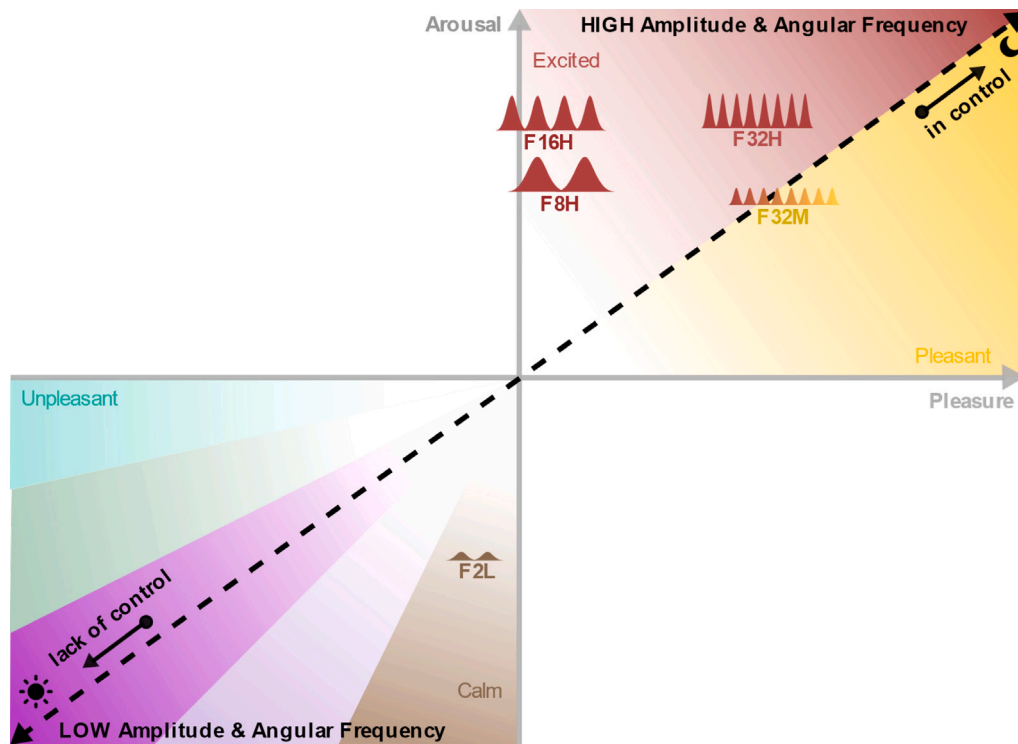 Arousal
HIGH Amplitude & Angular Frequency
Excited
in control
F16H
F32H
F8H
F32M
Pleasant
Unpleasant
Pleasure
F2L
lack of control
Calm
LOW Amplitude & Angular Frequency